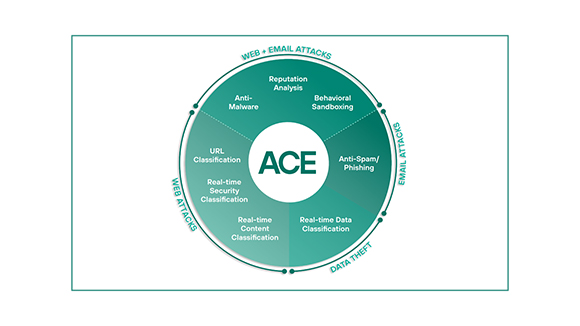 WEB + EMAIL ATTACKS
Reputation
Analysis
Anti-
Malware
Behavioral
Sandboxing
URL
Classification
ACE
Anti-Spam/
Phishing
EMAIL ATTACKS
Real-time
Security
Classification
WEB ATTACKS
Real-time
Content
Classification
Real-time Data
Classification
DATA THEFT